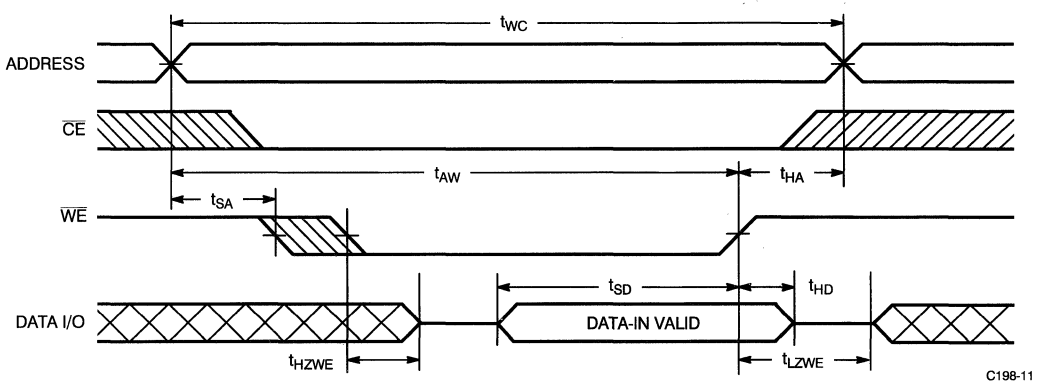 tWC
ADDRESS
CE
tAW
tHA
tSA
WE
tSD
tHD
DATA I/O
DATA-IN VALID
tHZWE
tLZWE
C198-11